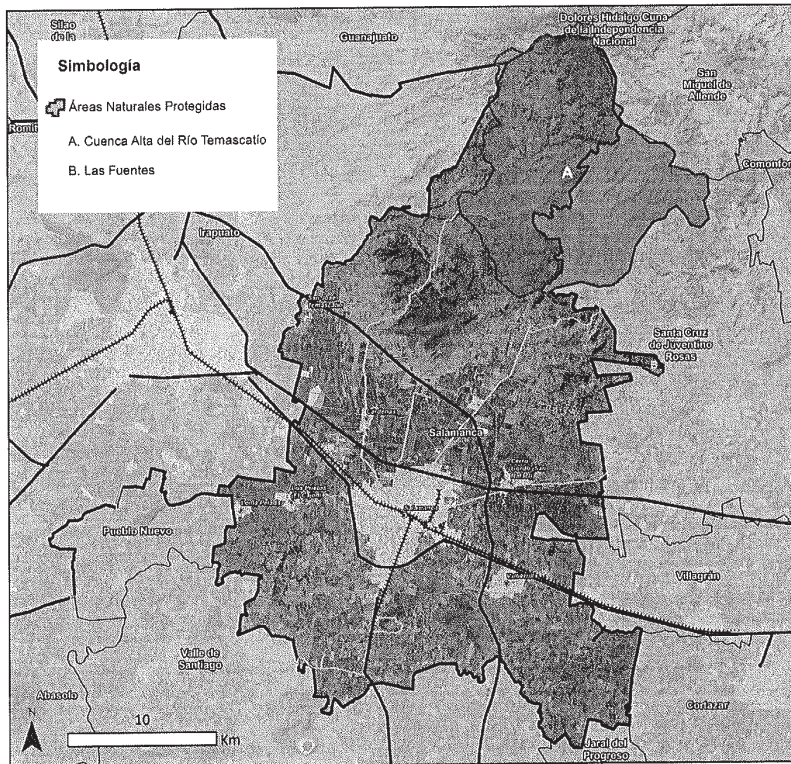 Silao
de la
Guanajuato
Dolores Hidalgo Cuna
de la Independencia
Nacional
San
Miguel de
Allende
Simbología
Áreas Naturales Protegidas
A. Cuenca Alta del Río Temascatío
B. Las Fuentes
Comonfor
A
Irapuato
Santa Cruz
de Juventino
Rosas
B
Salamanca
Salamanca
Pueblo Nuevo
Villagrán
Valle de
Santiago
Abasolo
Cortazar
Jaral del
Progreso
N
10
Km